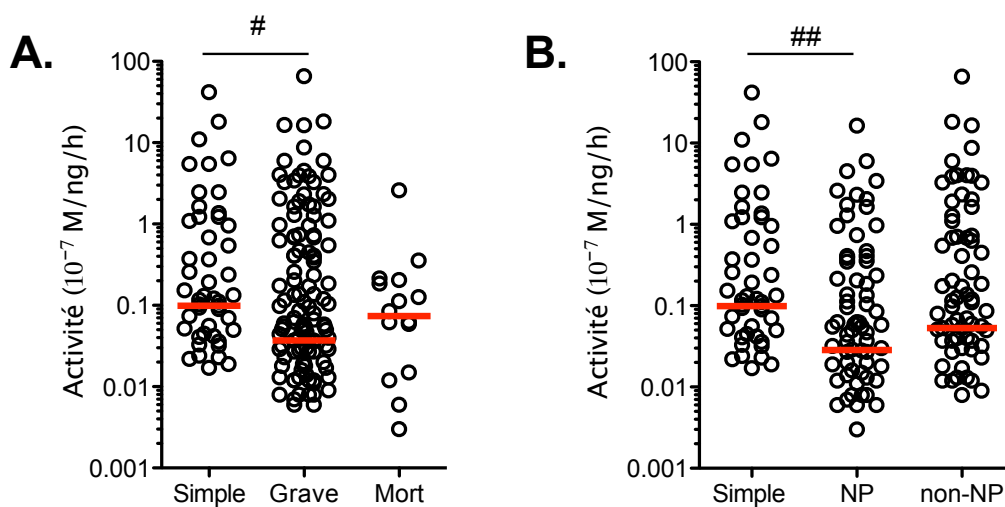 A.
#
Activité (10⁻⁷ M/ng/h)
100
10
1
0.1
0.01
0.001
Simple Grave Mort
B.
##
Activité (10⁻⁷ M/ng/h)
100
10
1
0.1
0.01
0.001
Simple NP non-NP